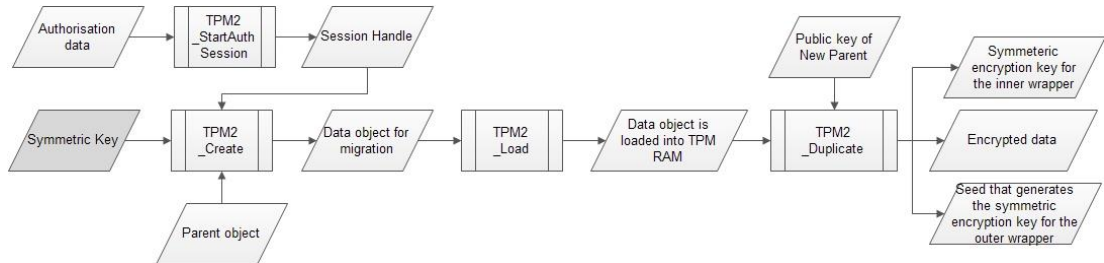 Authorisation
data
TPM2
_StartAuth
Session
Session Handle
Public key of
New Parent
Symmeteric
encryption key for
the inner wrapper
Symmetric Key
TPM2
_Create
Data object for
migration
TPM2
_Load
Data object is
loaded into TPM
RAM
TPM2
_Duplicate
Encrypted data
Parent object
Seed that generates
the symmetric
encryption key for the
outer wrapper